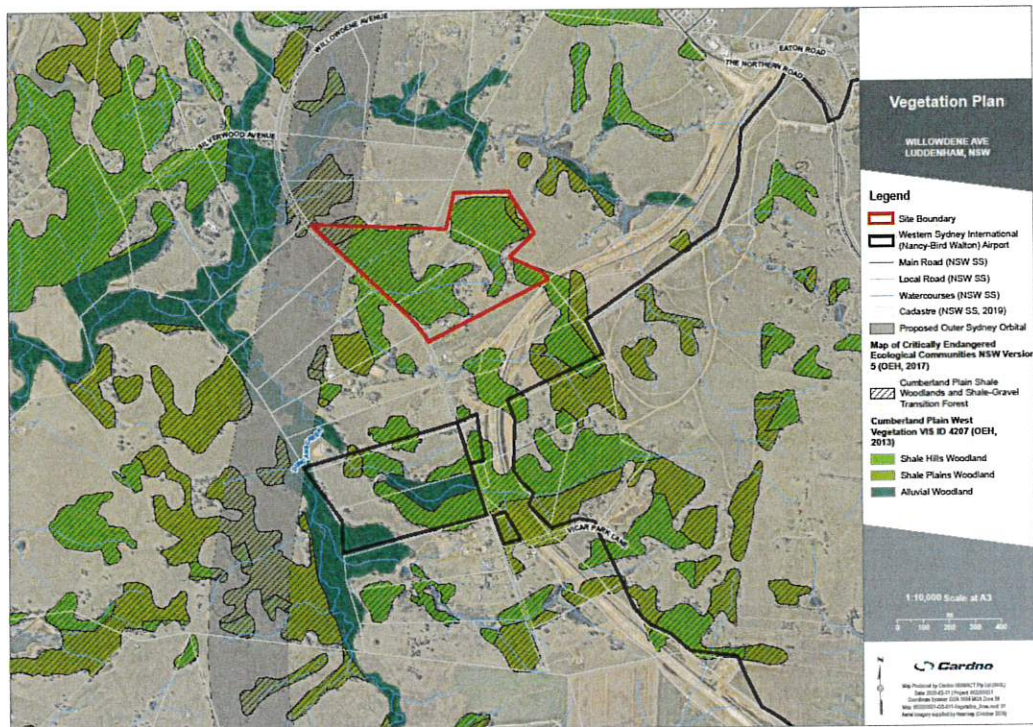 WILLOWDENE AVENUE
EATON ROAD
THE NORTHERN ROAD
SILVERWOOD AVENUE
VICAR PARK LANE
Vegetation Plan
WILLOWDENE AVE
LUDDENHAM, NSW
Legend
Site Boundary
Western Sydney International
(Nancy-Bird Walton) Airport
Main Road (NSW SS)
Local Road (NSW SS)
Watercourses (NSW SS)
Cadastre (NSW SS, 2019)
Proposed Outer Sydney Orbital
Map of Critically Endangered
Ecological Communities NSW Version
5 (OEH, 2017)
Cumberland Plain Shale
Woodlands and Shale-Gravel
Transition Forest
Cumberland Plain West
Vegetation VIS ID 4207 (OEH,
2013)
Shale Hills Woodland
Shale Plains Woodland
Alluvial Woodland
1:10,000 Scale at A3
0 100 200 300 400
N
Cardno